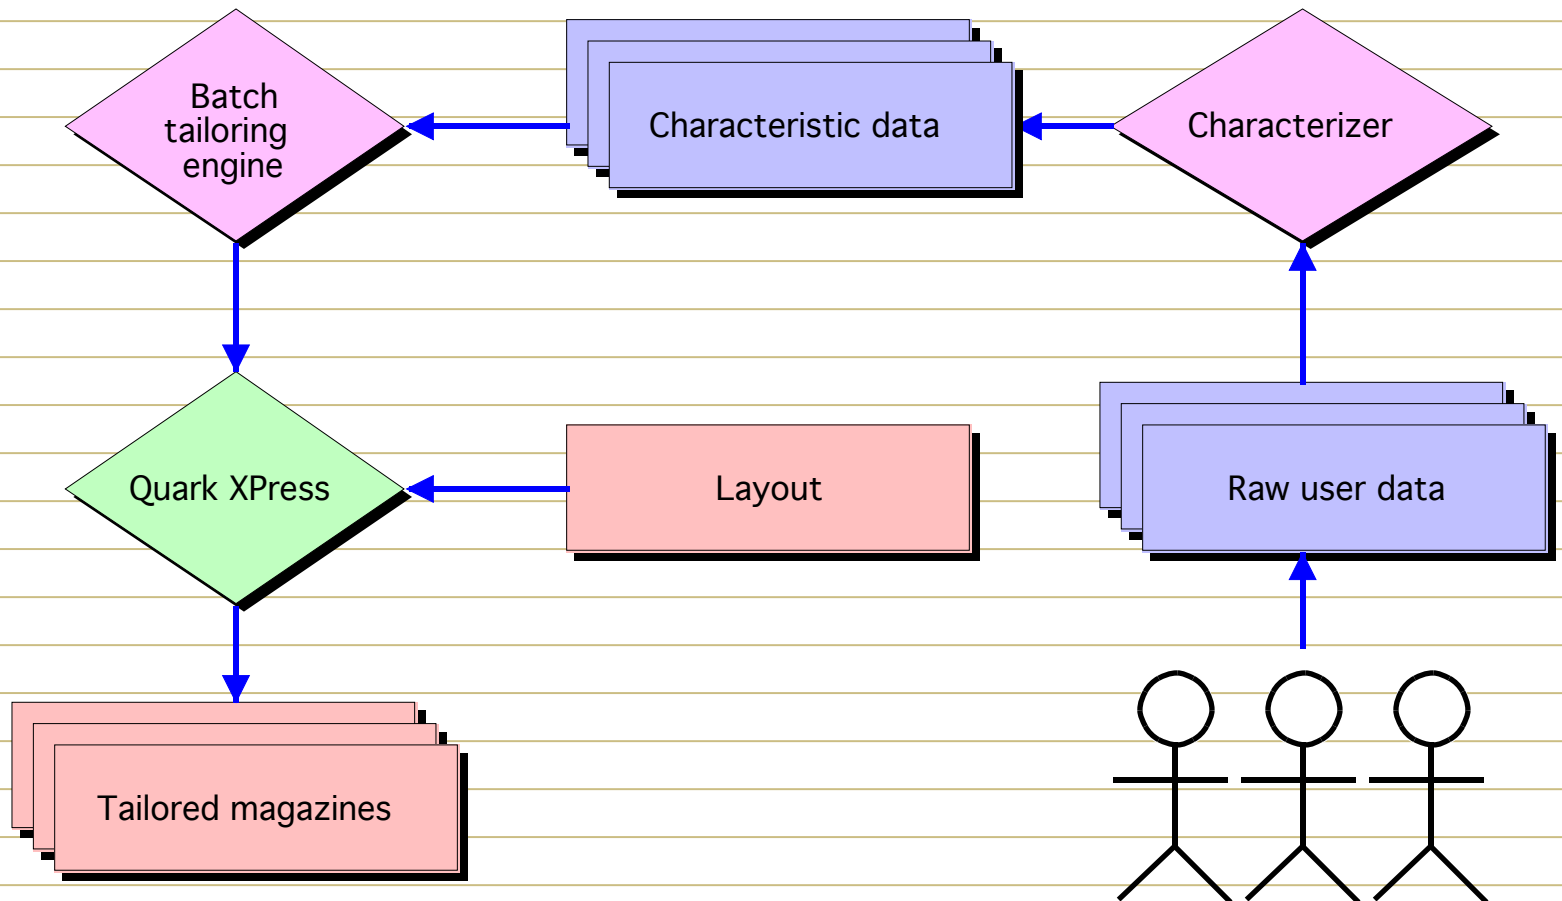 Batch
tailoring
engine
Characteristic data
Characterizer
Quark XPress
Layout
Raw user data
Tailored magazines